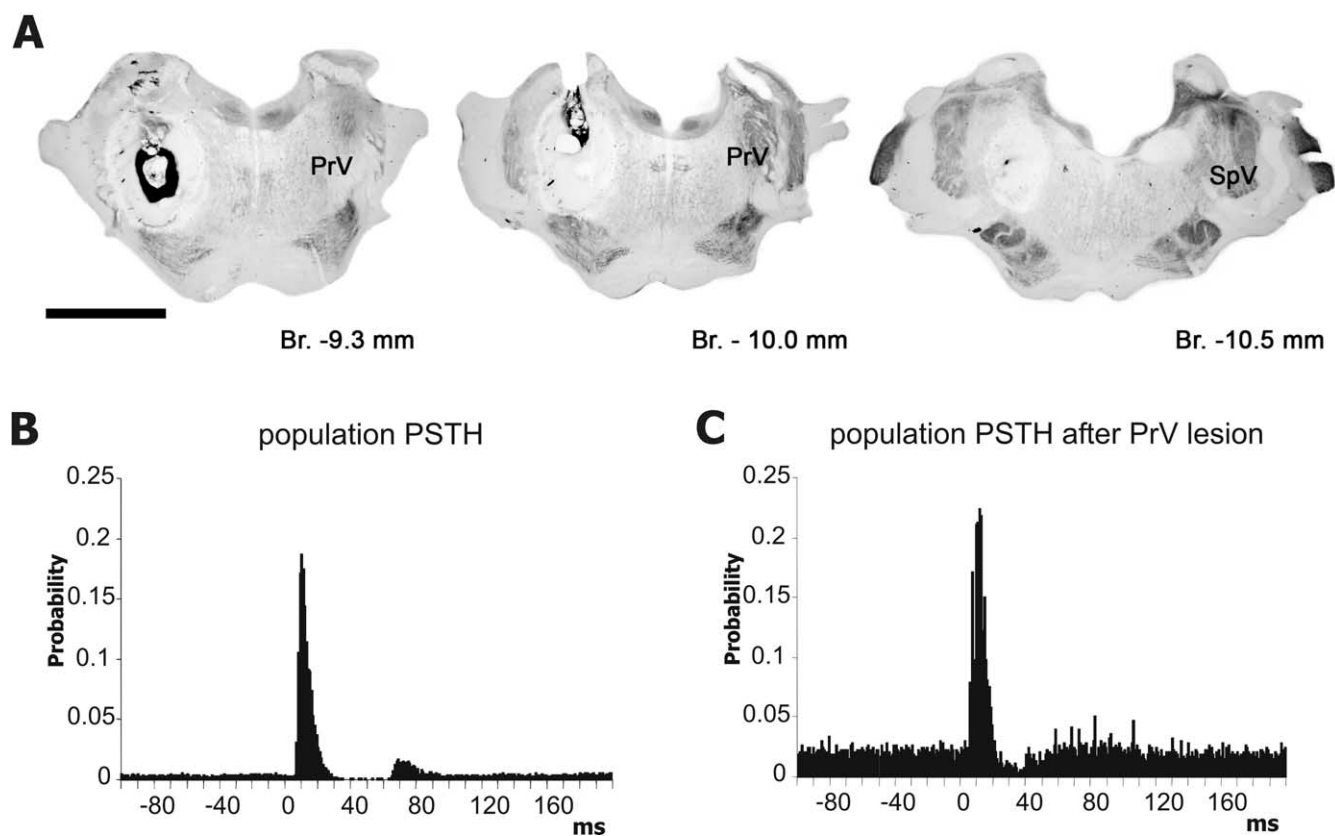 A
PrV
PrV
SpV
Br. -9.3 mm
Br. - 10.0 mm
Br. -10.5 mm
B
population PSTH
0.25
0.2
0.15
0.1
0.05
0
Probability
-80
-40
0
40
80
120
160
ms
C
population PSTH after PrV lesion
0.25
0.2
0.15
0.1
0.05
0
Probability
-80
-40
0
40
80
120
160
ms